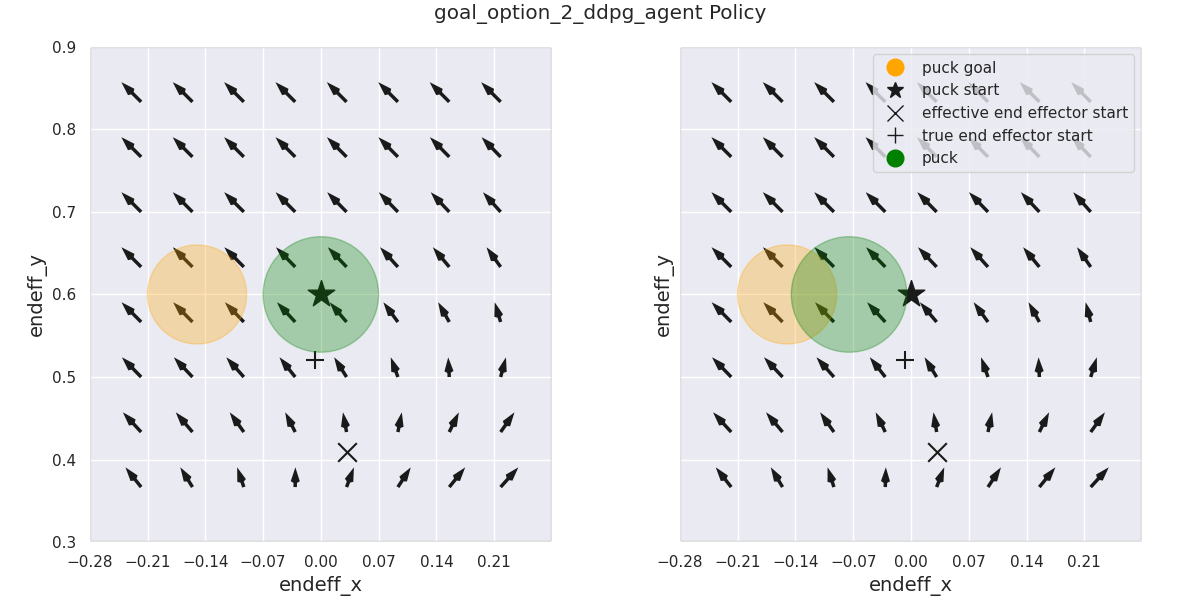 goal_option_2_ddpg_agent Policy
0.9
0.8
0.7
0.6
0.5
0.4
0.3
endeff_y
−0.28 −0.21 −0.14 −0.07 0.00 0.07 0.14 0.21
endeff_x
puck goal
puck start
effective end effector start
true end effector start
puck
endeff_y
−0.28 −0.21 −0.14 −0.07 0.00 0.07 0.14 0.21
endeff_x